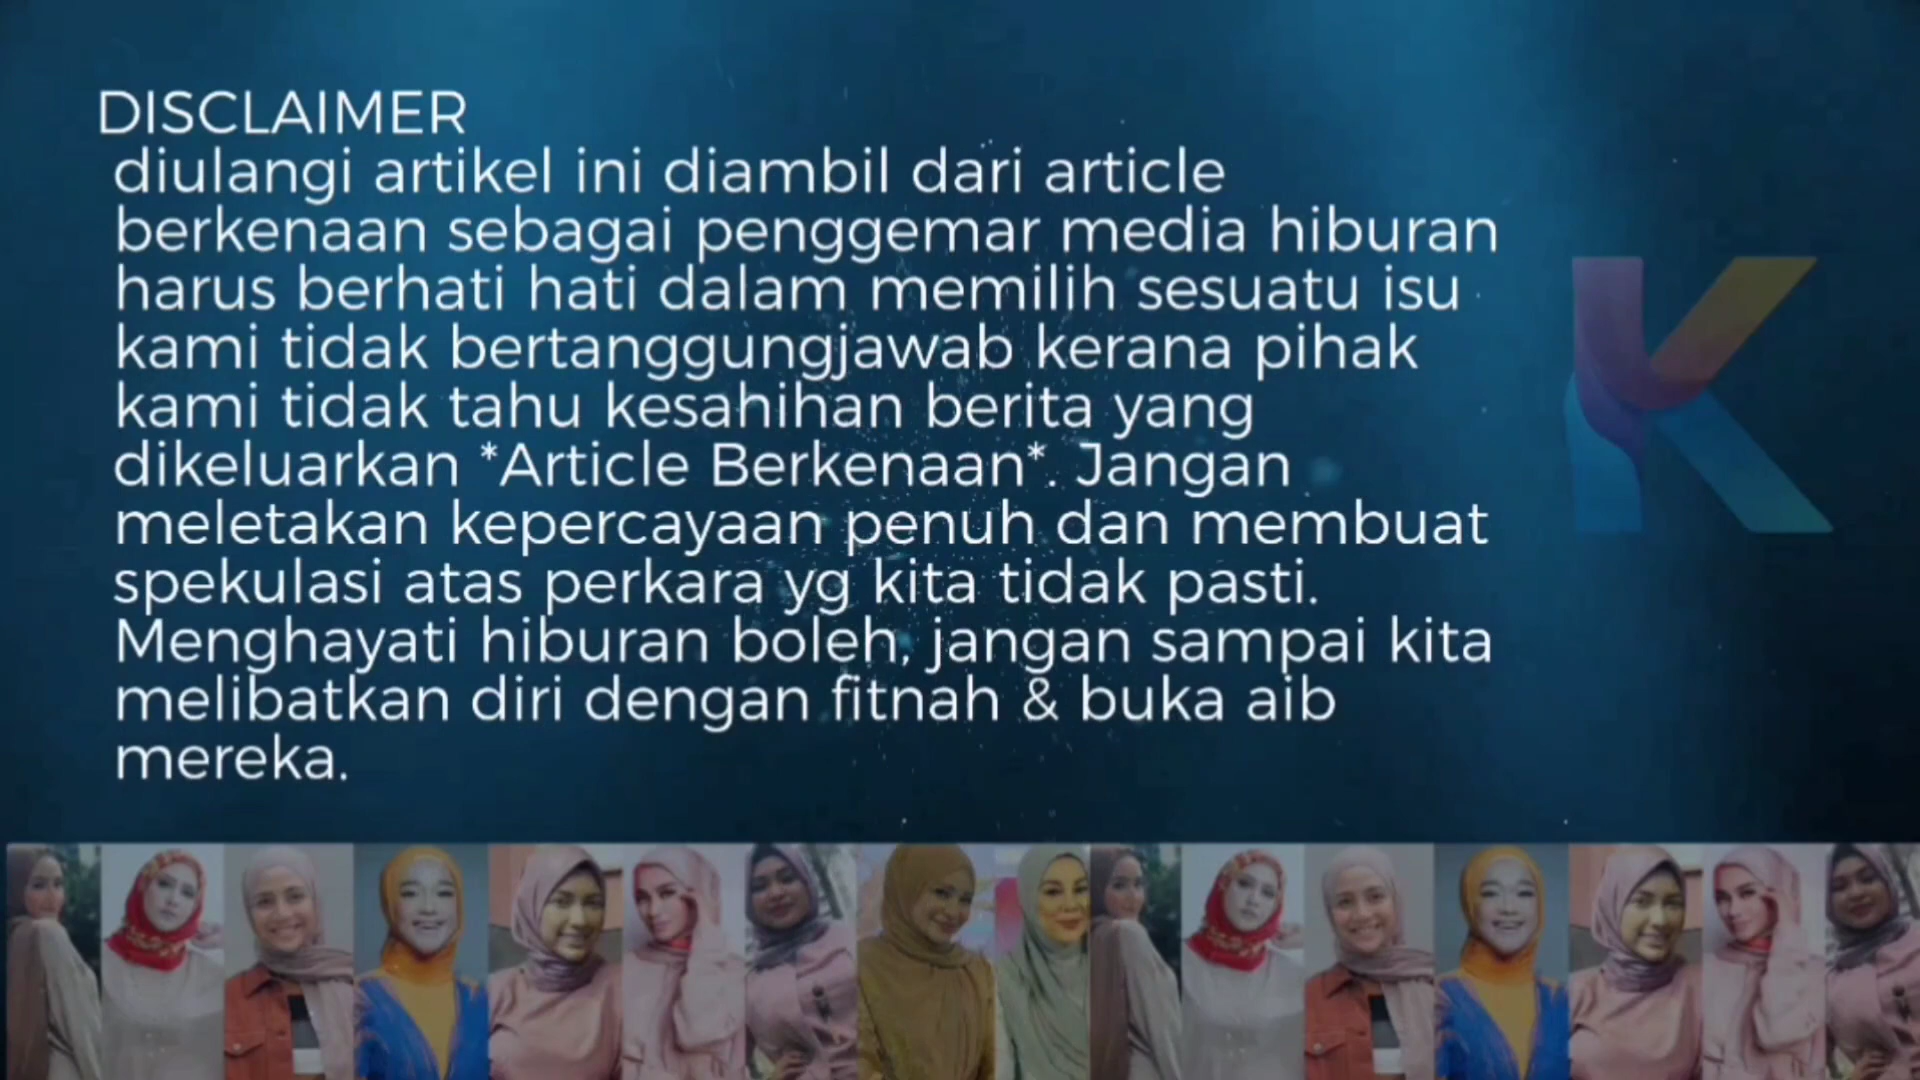 DISCLAIMER
diulangi artikel ini diambil dari article
berkenaan sebagai penggemar media hiburan
harus berhati hati dalam memilih sesuatu isu
kami tidak bertanggungjawab kerana pihak
kami tidak tahu kesahihan berita yang
dikeluarkan *Article Berkenaan*. Jangan
meletakan kepercayaan penuh dan membuat
spekulasi atas perkara yg kita tidak pasti.
Menghayati hiburan boleh, jangan sampai kita
melibatkan diri dengan fitnah & buka aib
mereka.
K